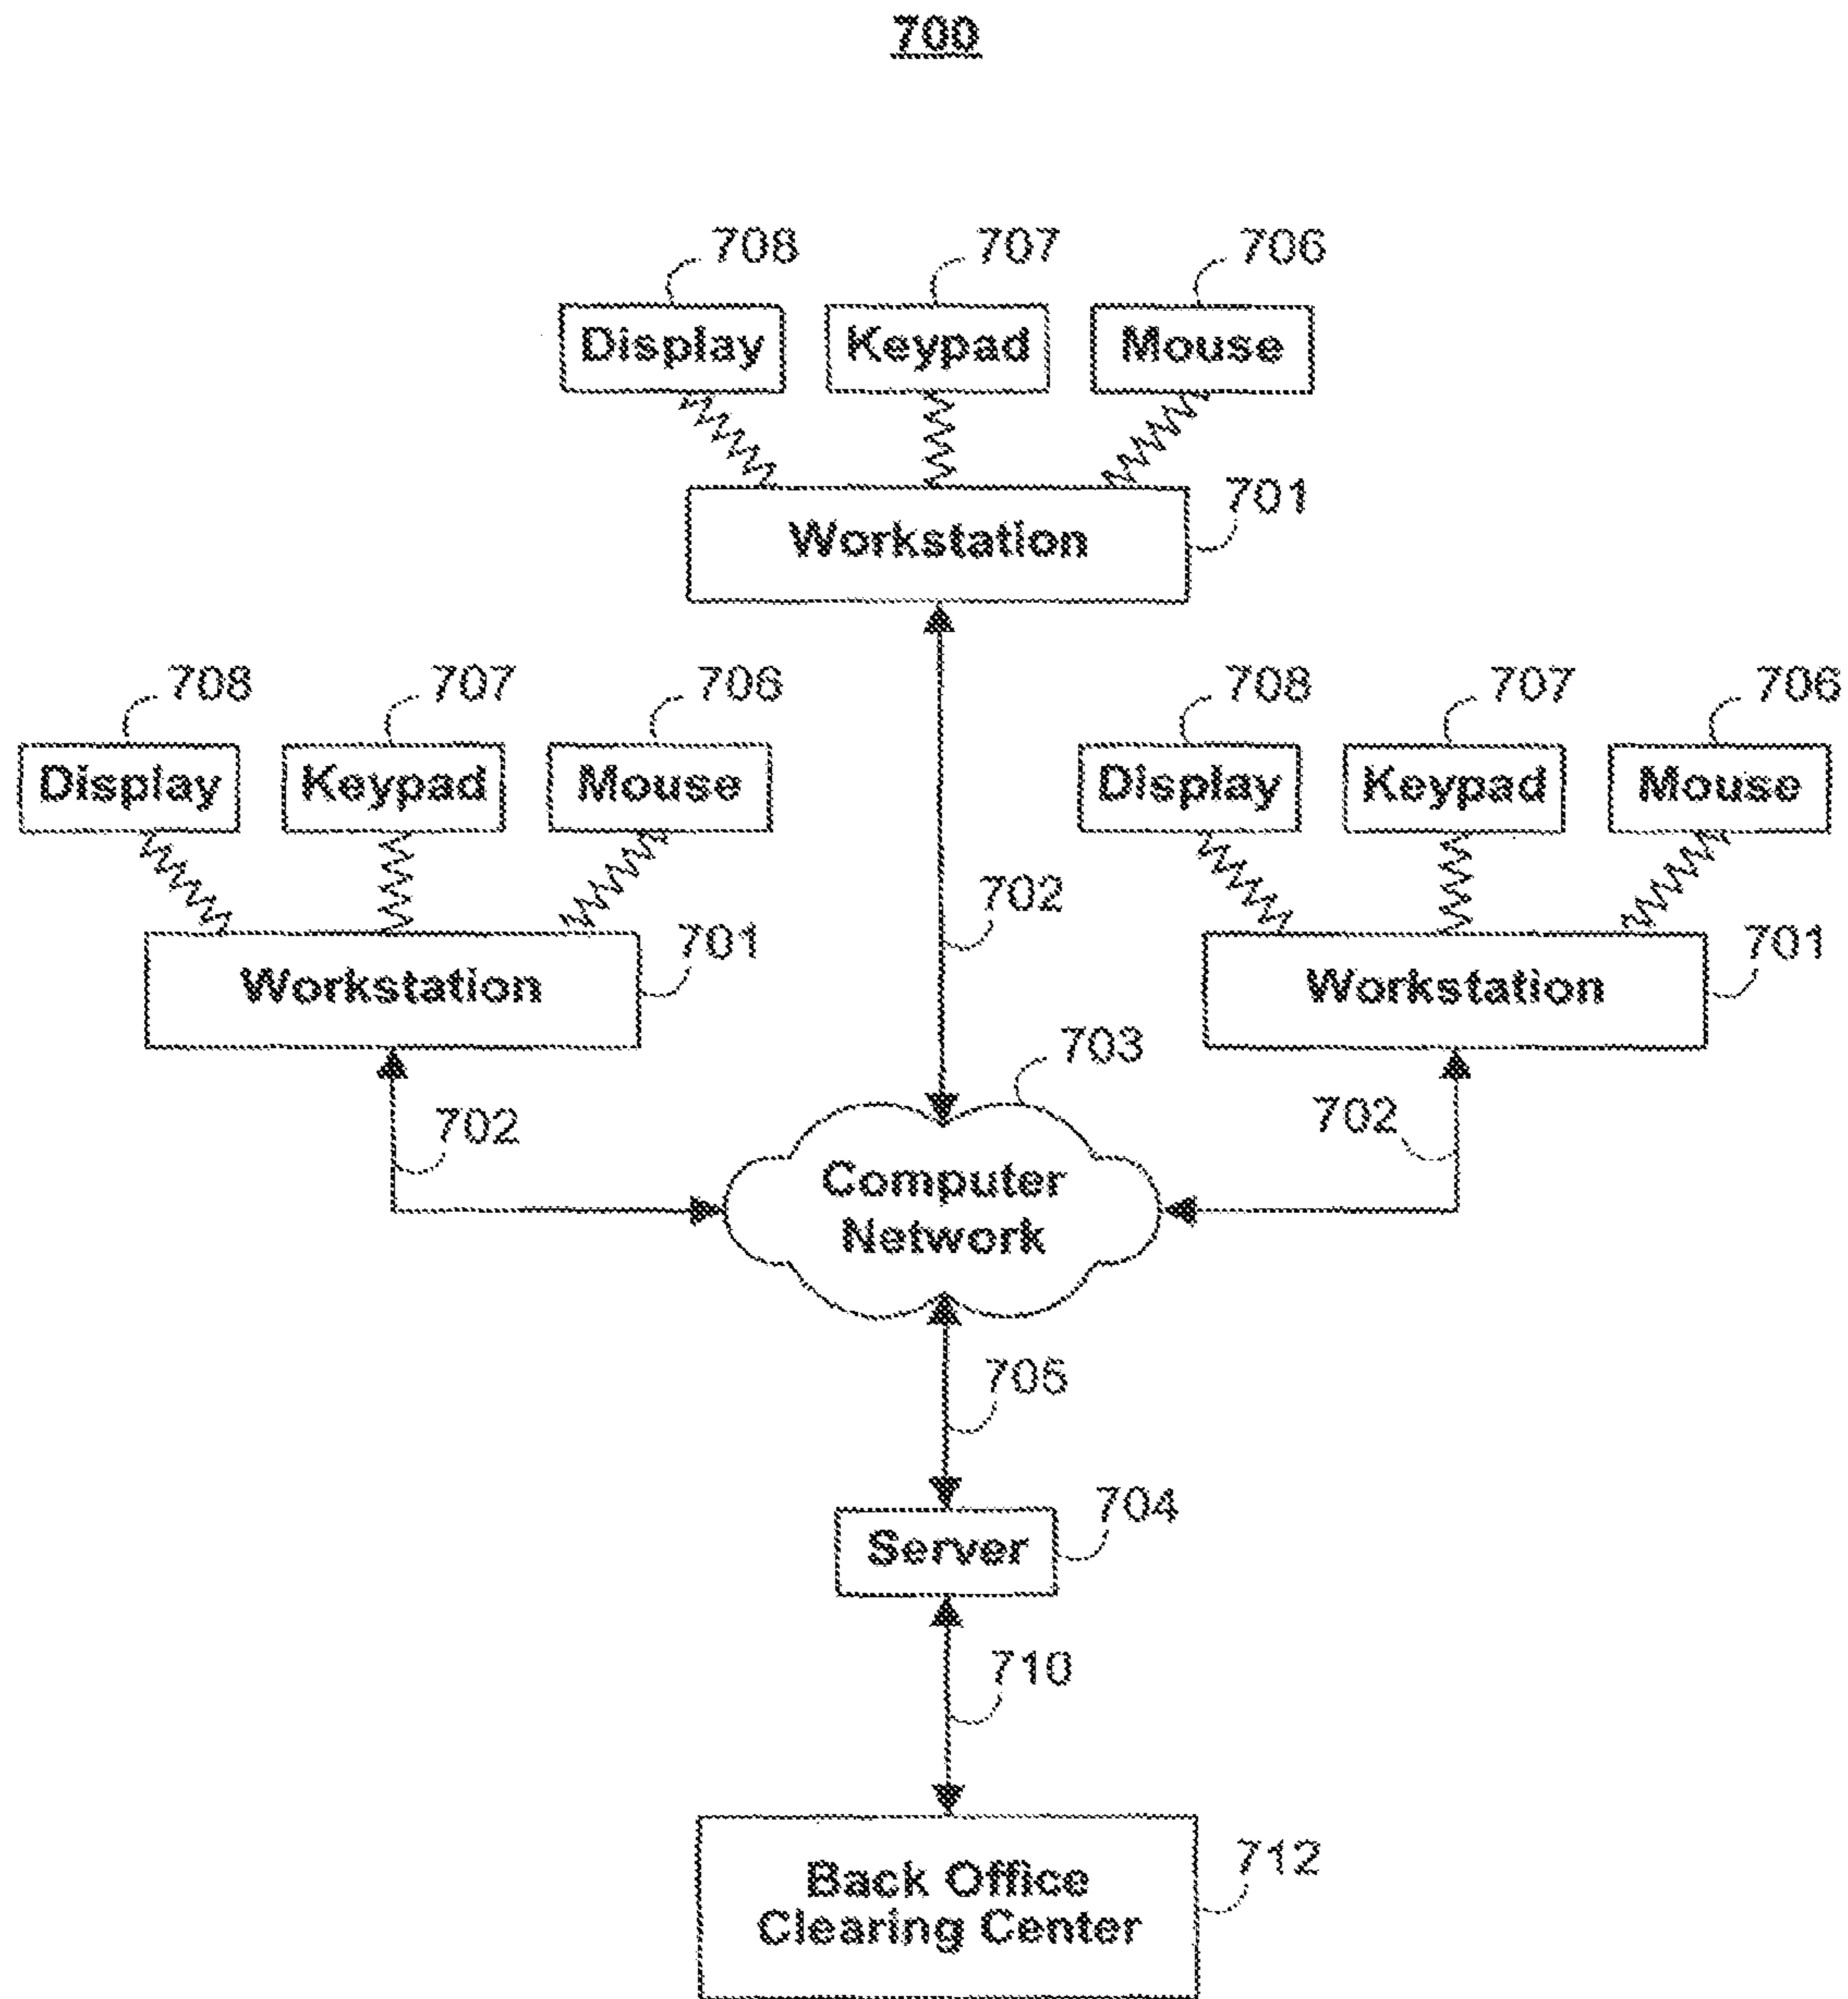 700
708 707 706
Display Keypad Mouse
701
Workstation
708 707 706 708 707 706
Display Keypad Mouse Display Keypad Mouse
702
701 701
Workstation Workstation
703
702 702
Computer
Network
705
704
Server
710
712
Back Office
Clearing Center